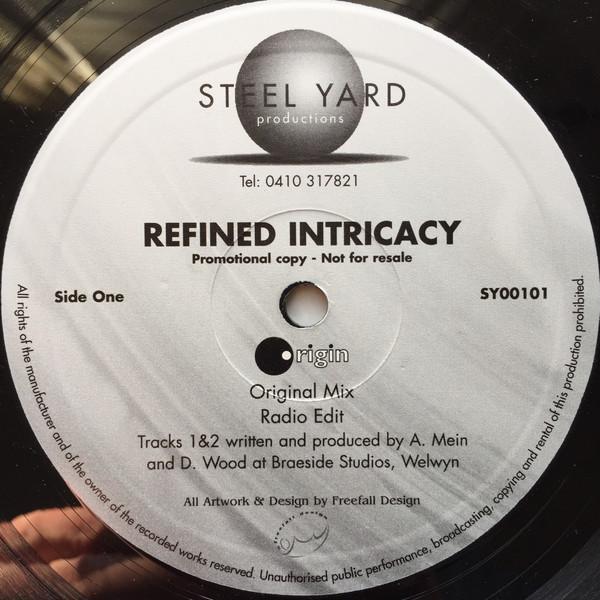 STEEL YARD
productions
Tel: 0410 317821
REFINED INTRICACY
Promotional copy - Not for resale
Side One
SY00101
Origin
Original Mix
Radio Edit
Tracks 1&2 written and produced by A. Mein
and D. Wood at Braeside Studios, Welwyn
All Artwork & Design by Freefall Design
freefall design
All rights of the manufacturer and of the owner of the recorded works reserved. Unauthorised public performance, broadcasting, copying and rental of this production prohibited.